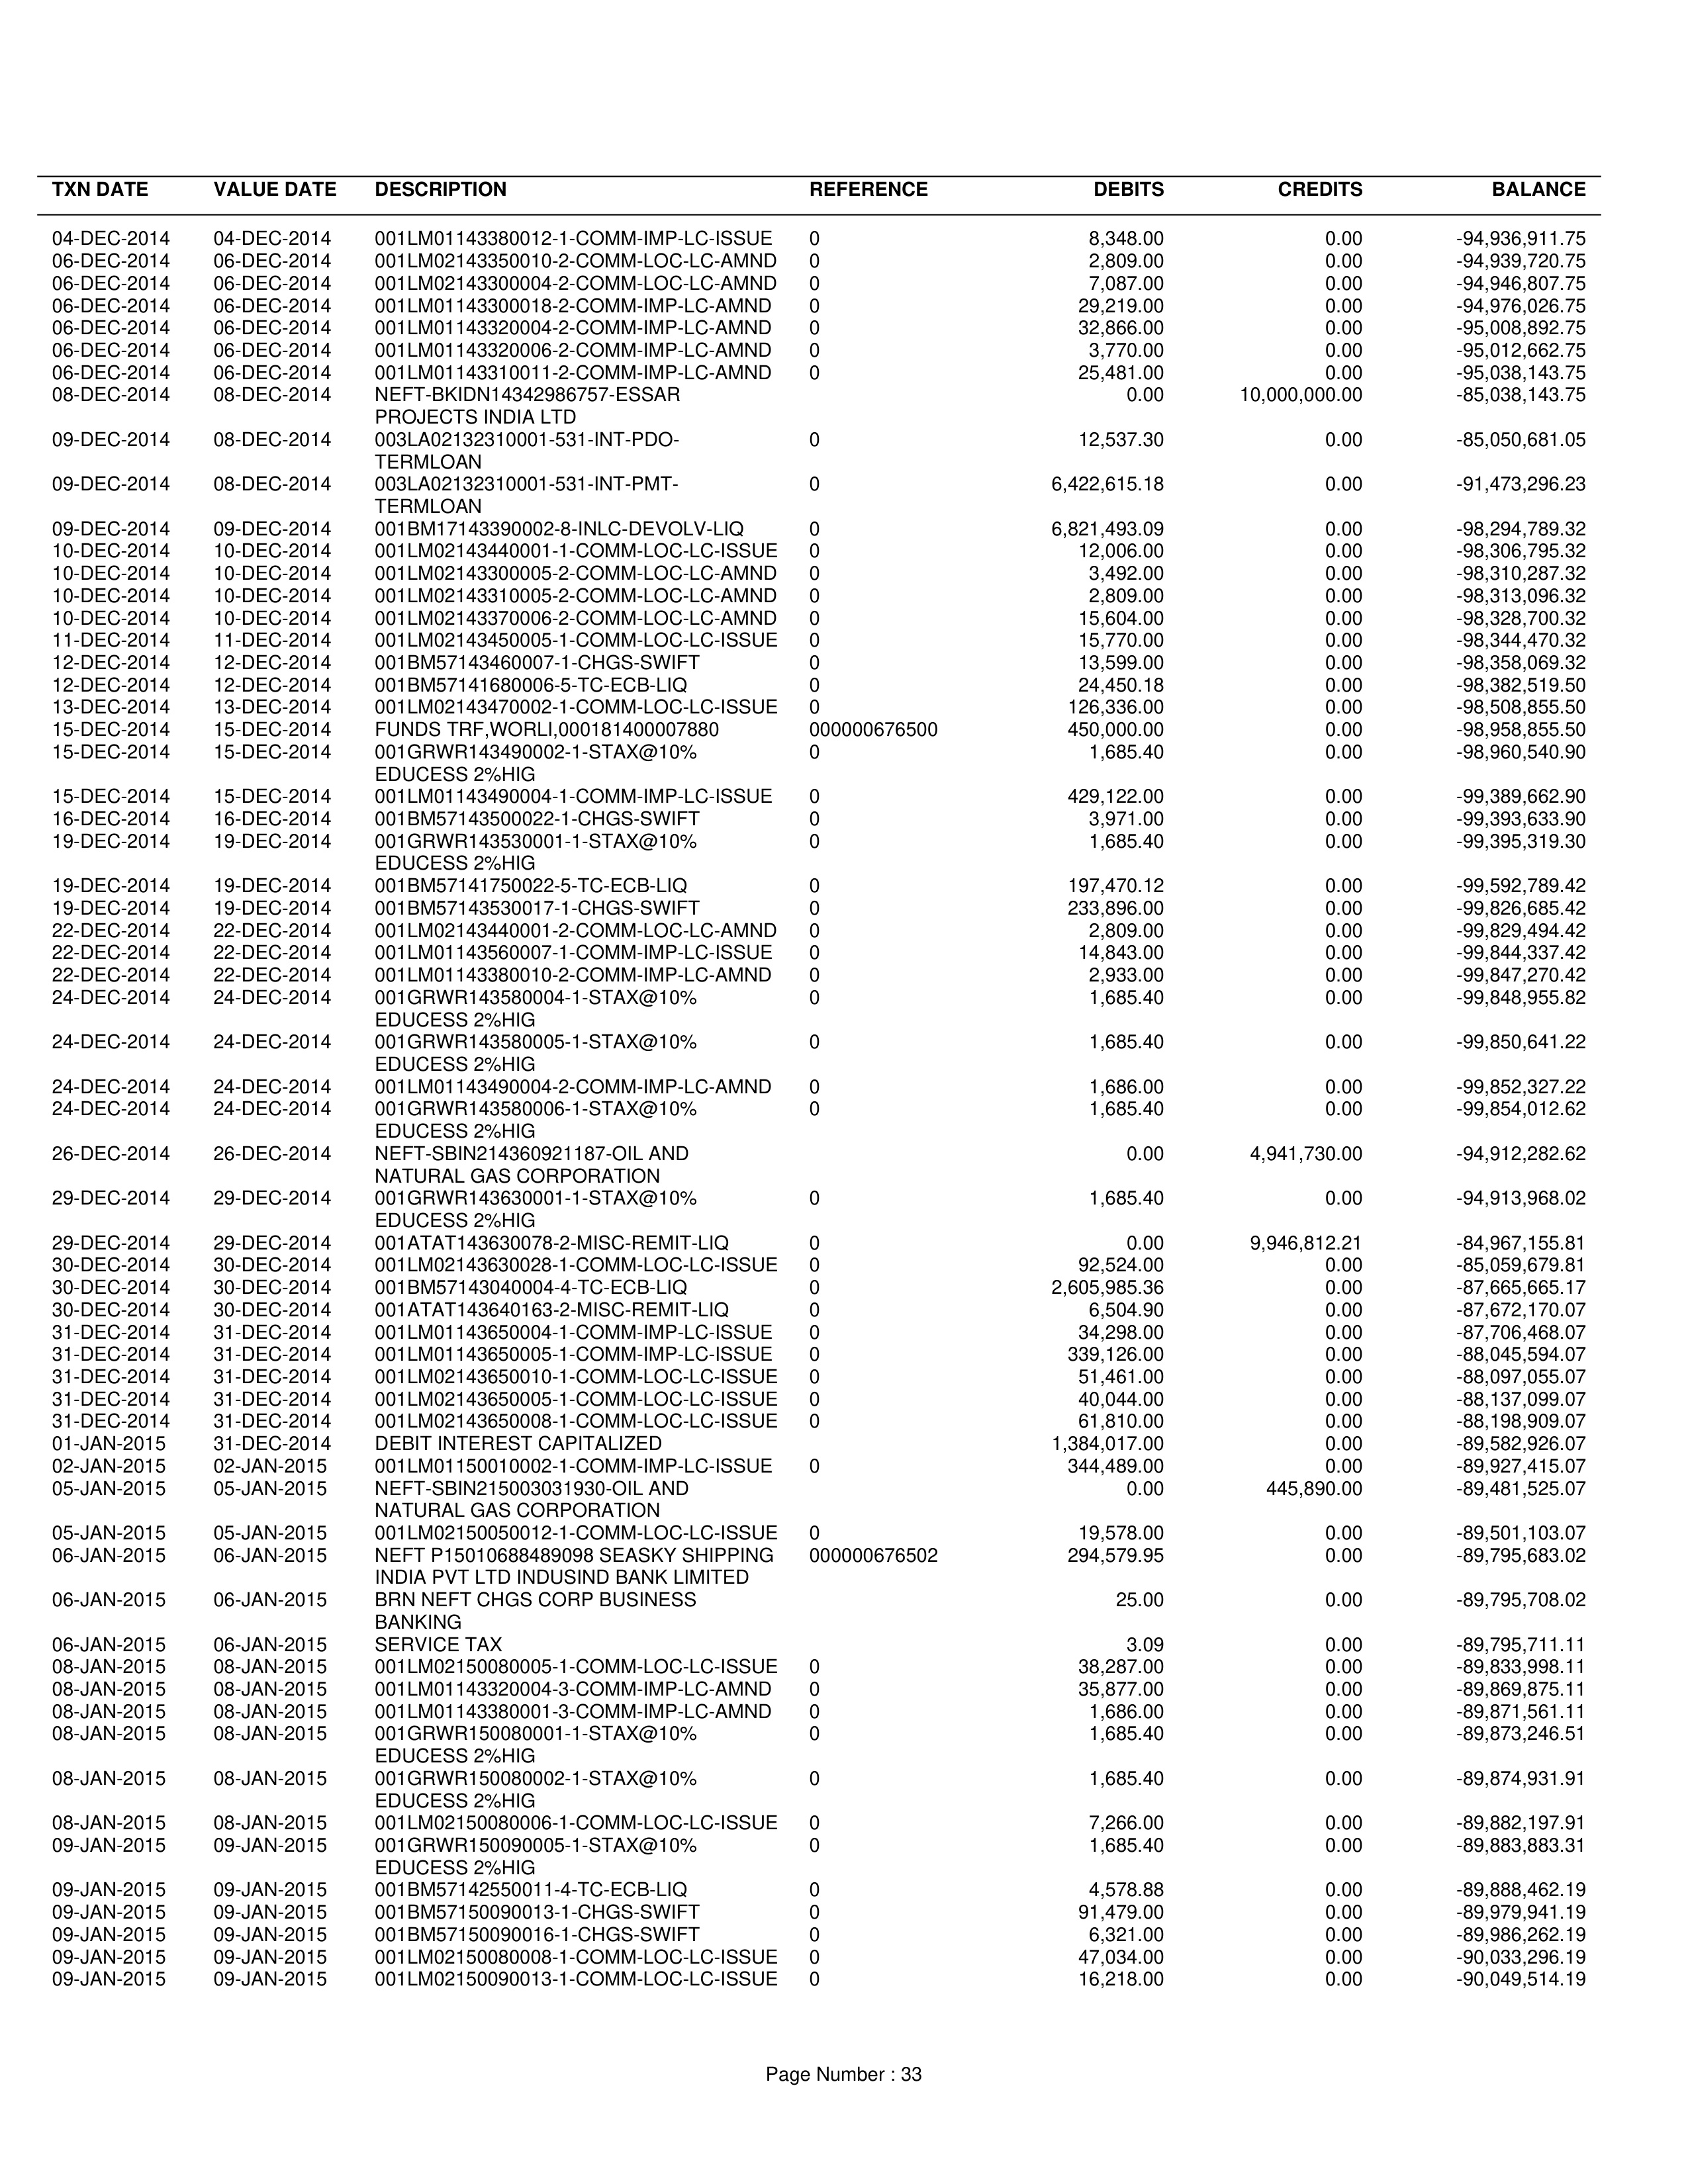 TXN DATE VALUE DATE DESCRIPTION REFERENCE DEBITS CREDITS BALANCE
04-DEC-2014 04-DEC-2014 001LM01143380012-1-COMM-IMP-LC-ISSUE 0 8,348.00 0.00 -94,936,911.75
06-DEC-2014 06-DEC-2014 001LM02143350010-2-COMM-LOC-LC-AMND 0 2,809.00 0.00 -94,939,720.75
06-DEC-2014 06-DEC-2014 001LM02143300004-2-COMM-LOC-LC-AMND 0 7,087.00 0.00 -94,946,807.75
06-DEC-2014 06-DEC-2014 001LM01143300018-2-COMM-IMP-LC-AMND 0 29,219.00 0.00 -94,976,026.75
06-DEC-2014 06-DEC-2014 001LM01143320004-2-COMM-IMP-LC-AMND 0 32,866.00 0.00 -95,008,892.75
06-DEC-2014 06-DEC-2014 001LM01143320006-2-COMM-IMP-LC-AMND 0 3,770.00 0.00 -95,012,662.75
06-DEC-2014 06-DEC-2014 001LM01143310011-2-COMM-IMP-LC-AMND 0 25,481.00 0.00 -95,038,143.75
08-DEC-2014 08-DEC-2014 NEFT-BKIDN14342986757-ESSAR 0.00 10,000,000.00 -85,038,143.75
PROJECTS INDIA LTD
09-DEC-2014 08-DEC-2014 003LA02132310001-531-INT-PDO- 0 12,537.30 0.00 -85,050,681.05
TERMLOAN
09-DEC-2014 08-DEC-2014 003LA02132310001-531-INT-PMT- 0 6,422,615.18 0.00 -91,473,296.23
TERMLOAN
09-DEC-2014 09-DEC-2014 001BM17143390002-8-INLC-DEVOLV-LIQ 0 6,821,493.09 0.00 -98,294,789.32
10-DEC-2014 10-DEC-2014 001LM02143440001-1-COMM-LOC-LC-ISSUE 0 12,006.00 0.00 -98,306,795.32
10-DEC-2014 10-DEC-2014 001LM02143300005-2-COMM-LOC-LC-AMND 0 3,492.00 0.00 -98,310,287.32
10-DEC-2014 10-DEC-2014 001LM02143310005-2-COMM-LOC-LC-AMND 0 2,809.00 0.00 -98,313,096.32
10-DEC-2014 10-DEC-2014 001LM02143370006-2-COMM-LOC-LC-AMND 0 15,604.00 0.00 -98,328,700.32
11-DEC-2014 11-DEC-2014 001LM02143450005-1-COMM-LOC-LC-ISSUE 0 15,770.00 0.00 -98,344,470.32
12-DEC-2014 12-DEC-2014 001BM57143460007-1-CHGS-SWIFT 0 13,599.00 0.00 -98,358,069.32
12-DEC-2014 12-DEC-2014 001BM57141680006-5-TC-ECB-LIQ 0 24,450.18 0.00 -98,382,519.50
13-DEC-2014 13-DEC-2014 001LM02143470002-1-COMM-LOC-LC-ISSUE 0 126,336.00 0.00 -98,508,855.50
15-DEC-2014 15-DEC-2014 FUNDS TRF,WORLI,000181400007880 000000676500 450,000.00 0.00 -98,958,855.50
15-DEC-2014 15-DEC-2014 001GRWR143490002-1-STAX@10% 0 1,685.40 0.00 -98,960,540.90
EDUCESS 2%HIG
15-DEC-2014 15-DEC-2014 001LM01143490004-1-COMM-IMP-LC-ISSUE 0 429,122.00 0.00 -99,389,662.90
16-DEC-2014 16-DEC-2014 001BM57143500022-1-CHGS-SWIFT 0 3,971.00 0.00 -99,393,633.90
19-DEC-2014 19-DEC-2014 001GRWR143530001-1-STAX@10% 0 1,685.40 0.00 -99,395,319.30
EDUCESS 2%HIG
19-DEC-2014 19-DEC-2014 001BM57141750022-5-TC-ECB-LIQ 0 197,470.12 0.00 -99,592,789.42
19-DEC-2014 19-DEC-2014 001BM57143530017-1-CHGS-SWIFT 0 233,896.00 0.00 -99,826,685.42
22-DEC-2014 22-DEC-2014 001LM02143440001-2-COMM-LOC-LC-AMND 0 2,809.00 0.00 -99,829,494.42
22-DEC-2014 22-DEC-2014 001LM01143560007-1-COMM-IMP-LC-ISSUE 0 14,843.00 0.00 -99,844,337.42
22-DEC-2014 22-DEC-2014 001LM01143380010-2-COMM-IMP-LC-AMND 0 2,933.00 0.00 -99,847,270.42
24-DEC-2014 24-DEC-2014 001GRWR143580004-1-STAX@10% 0 1,685.40 0.00 -99,848,955.82
EDUCESS 2%HIG
24-DEC-2014 24-DEC-2014 001GRWR143580005-1-STAX@10% 0 1,685.40 0.00 -99,850,641.22
EDUCESS 2%HIG
24-DEC-2014 24-DEC-2014 001LM01143490004-2-COMM-IMP-LC-AMND 0 1,686.00 0.00 -99,852,327.22
24-DEC-2014 24-DEC-2014 001GRWR143580006-1-STAX@10% 0 1,685.40 0.00 -99,854,012.62
EDUCESS 2%HIG
26-DEC-2014 26-DEC-2014 NEFT-SBIN214360921187-OIL AND 0.00 4,941,730.00 -94,912,282.62
NATURAL GAS CORPORATION
29-DEC-2014 29-DEC-2014 001GRWR143630001-1-STAX@10% 0 1,685.40 0.00 -94,913,968.02
EDUCESS 2%HIG
29-DEC-2014 29-DEC-2014 001ATAT143630078-2-MISC-REMIT-LIQ 0 0.00 9,946,812.21 -84,967,155.81
30-DEC-2014 30-DEC-2014 001LM02143630028-1-COMM-LOC-LC-ISSUE 0 92,524.00 0.00 -85,059,679.81
30-DEC-2014 30-DEC-2014 001BM57143040004-4-TC-ECB-LIQ 0 2,605,985.36 0.00 -87,665,665.17
30-DEC-2014 30-DEC-2014 001ATAT143640163-2-MISC-REMIT-LIQ 0 6,504.90 0.00 -87,672,170.07
31-DEC-2014 31-DEC-2014 001LM01143650004-1-COMM-IMP-LC-ISSUE 0 34,298.00 0.00 -87,706,468.07
31-DEC-2014 31-DEC-2014 001LM01143650005-1-COMM-IMP-LC-ISSUE 0 339,126.00 0.00 -88,045,594.07
31-DEC-2014 31-DEC-2014 001LM02143650010-1-COMM-LOC-LC-ISSUE 0 51,461.00 0.00 -88,097,055.07
31-DEC-2014 31-DEC-2014 001LM02143650005-1-COMM-LOC-LC-ISSUE 0 40,044.00 0.00 -88,137,099.07
31-DEC-2014 31-DEC-2014 001LM02143650008-1-COMM-LOC-LC-ISSUE 0 61,810.00 0.00 -88,198,909.07
01-JAN-2015 31-DEC-2014 DEBIT INTEREST CAPITALIZED 1,384,017.00 0.00 -89,582,926.07
02-JAN-2015 02-JAN-2015 001LM01150010002-1-COMM-IMP-LC-ISSUE 0 344,489.00 0.00 -89,927,415.07
05-JAN-2015 05-JAN-2015 NEFT-SBIN215003031930-OIL AND 0.00 445,890.00 -89,481,525.07
NATURAL GAS CORPORATION
05-JAN-2015 05-JAN-2015 001LM02150050012-1-COMM-LOC-LC-ISSUE 0 19,578.00 0.00 -89,501,103.07
06-JAN-2015 06-JAN-2015 NEFT P15010688489098 SEASKY SHIPPING 000000676502 294,579.95 0.00 -89,795,683.02
INDIA PVT LTD INDUSIND BANK LIMITED
06-JAN-2015 06-JAN-2015 BRN NEFT CHGS CORP BUSINESS 25.00 0.00 -89,795,708.02
BANKING
06-JAN-2015 06-JAN-2015 SERVICE TAX 3.09 0.00 -89,795,711.11
08-JAN-2015 08-JAN-2015 001LM02150080005-1-COMM-LOC-LC-ISSUE 0 38,287.00 0.00 -89,833,998.11
08-JAN-2015 08-JAN-2015 001LM01143320004-3-COMM-IMP-LC-AMND 0 35,877.00 0.00 -89,869,875.11
08-JAN-2015 08-JAN-2015 001LM01143380001-3-COMM-IMP-LC-AMND 0 1,686.00 0.00 -89,871,561.11
08-JAN-2015 08-JAN-2015 001GRWR150080001-1-STAX@10% 0 1,685.40 0.00 -89,873,246.51
EDUCESS 2%HIG
08-JAN-2015 08-JAN-2015 001GRWR150080002-1-STAX@10% 0 1,685.40 0.00 -89,874,931.91
EDUCESS 2%HIG
08-JAN-2015 08-JAN-2015 001LM02150080006-1-COMM-LOC-LC-ISSUE 0 7,266.00 0.00 -89,882,197.91
09-JAN-2015 09-JAN-2015 001GRWR150090005-1-STAX@10% 0 1,685.40 0.00 -89,883,883.31
EDUCESS 2%HIG
09-JAN-2015 09-JAN-2015 001BM57142550011-4-TC-ECB-LIQ 0 4,578.88 0.00 -89,888,462.19
09-JAN-2015 09-JAN-2015 001BM57150090013-1-CHGS-SWIFT 0 91,479.00 0.00 -89,979,941.19
09-JAN-2015 09-JAN-2015 001BM57150090016-1-CHGS-SWIFT 0 6,321.00 0.00 -89,986,262.19
09-JAN-2015 09-JAN-2015 001LM02150080008-1-COMM-LOC-LC-ISSUE 0 47,034.00 0.00 -90,033,296.19
09-JAN-2015 09-JAN-2015 001LM02150090013-1-COMM-LOC-LC-ISSUE 0 16,218.00 0.00 -90,049,514.19
Page Number : 33